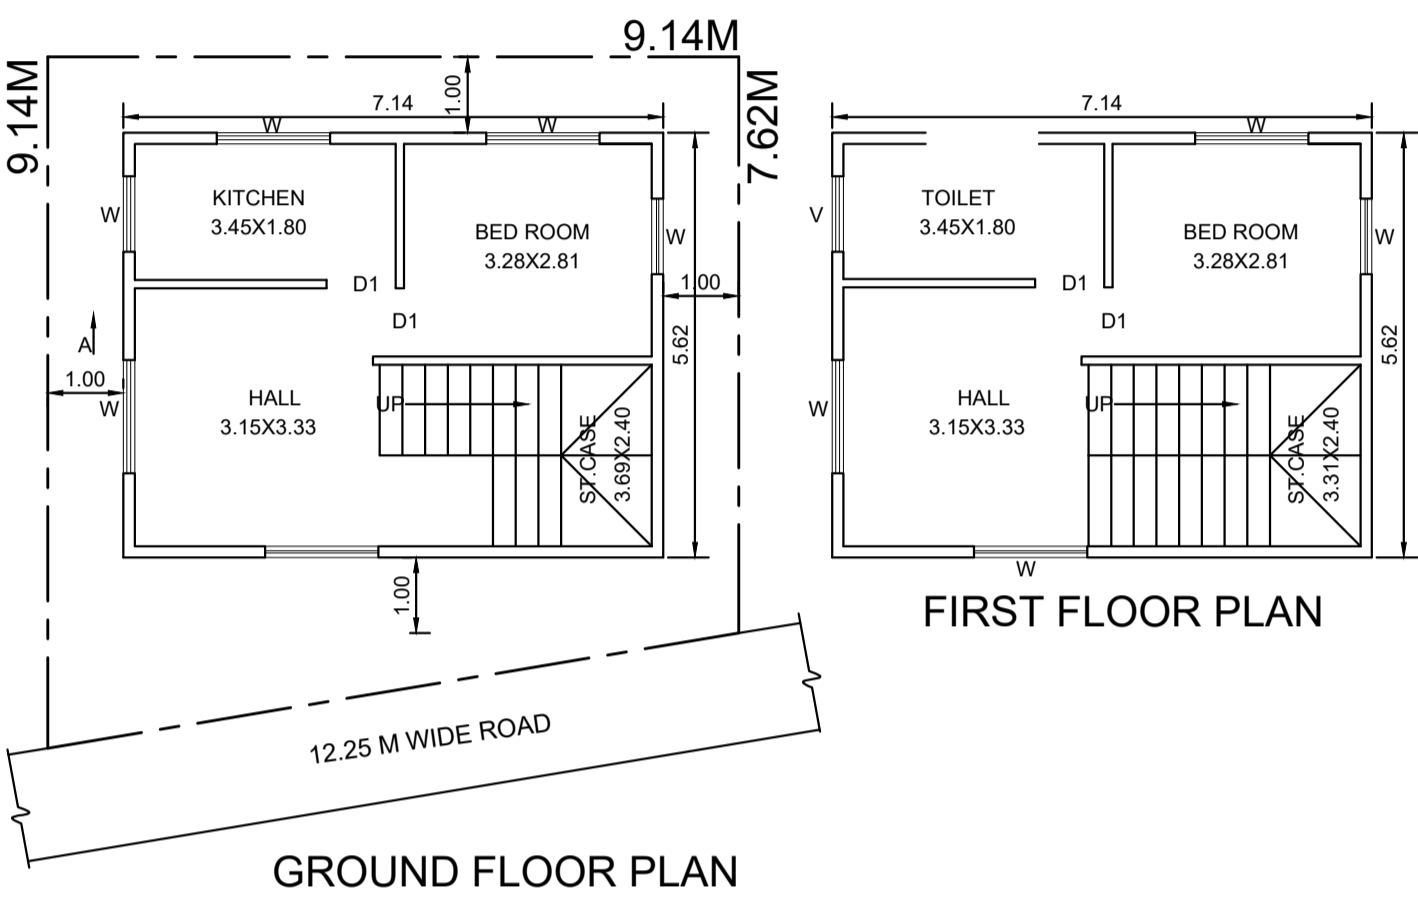 9.14M
9.14M
7.62M
1.00
7.14
W
W
KITCHEN
3.45X1.80
W
BED ROOM
3.28X2.81
W
D1
1.00
D1
A
5.62
1.00
W
HALL
3.15X3.33
UP
ST.CASE
3.69X2.40
1.00
12.25 M WIDE ROAD
GROUND FLOOR PLAN
7.14
W
TOILET
3.45X1.80
V
BED ROOM
3.28X2.81
W
D1
D1
5.62
W
HALL
3.15X3.33
UP
ST.CASE
3.31X2.40
W
FIRST FLOOR PLAN